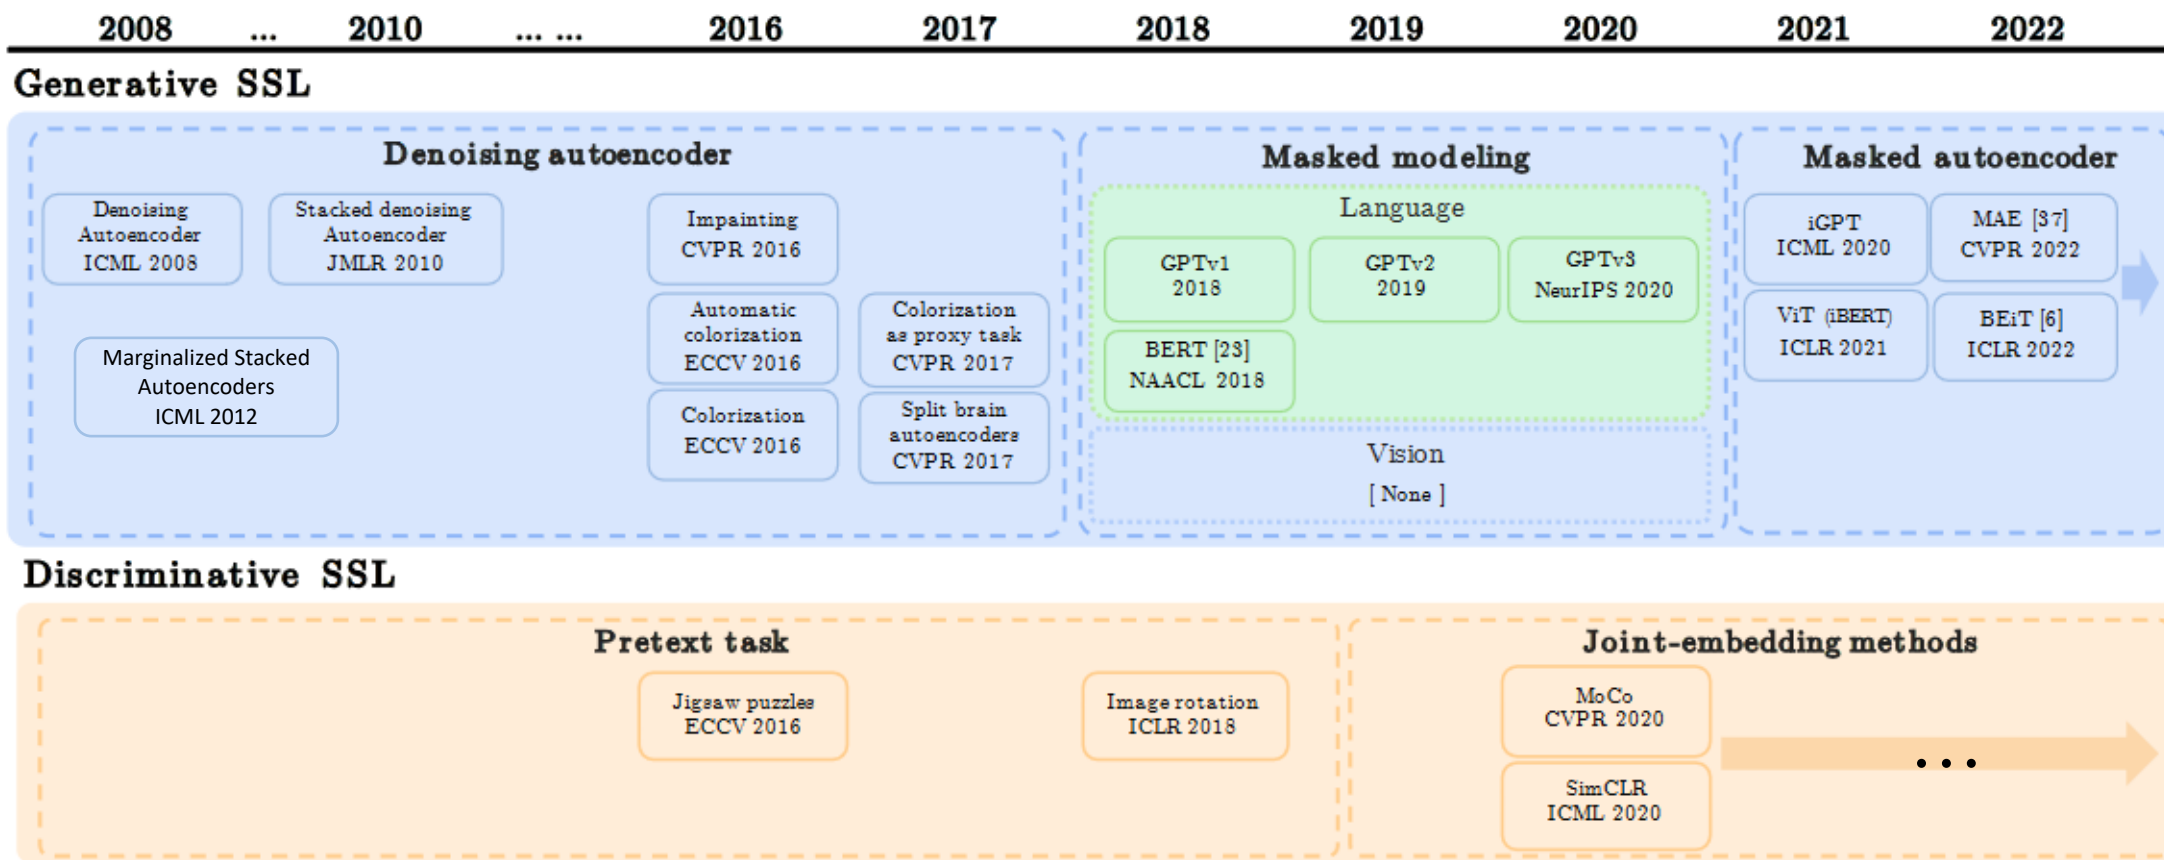 2008 ... 2010 ... ... 2016 2017 2018 2019 2020 2021 2022
Generative SSL
Denoising autoencoder
Denoising
Autoencoder
ICML 2008
Stacked denoising
Autoencoder
JMLR 2010
Marginalized Stacked
Autoencoders
ICML 2012
Impainting
CVPR 2016
Automatic
colorization
ECCV 2016
Colorization
ECCV 2016
Colorization
as proxy task
CVPR 2017
Split brain
autoencoders
CVPR 2017
Masked modeling
Language
GPTv1
2018
GPTv2
2019
GPTv3
NeurIPS 2020
BERT [23]
NAACL 2018
Vision
[ None ]
Masked autoencoder
iGPT
ICML 2020
MAE [37]
CVPR 2022
ViT (iBERT)
ICLR 2021
BEiT [6]
ICLR 2022
Discriminative SSL
Pretext task
Jigsaw puzzles
ECCV 2016
Image rotation
ICLR 2018
Joint-embedding methods
MoCo
CVPR 2020
SimCLR
ICML 2020
...